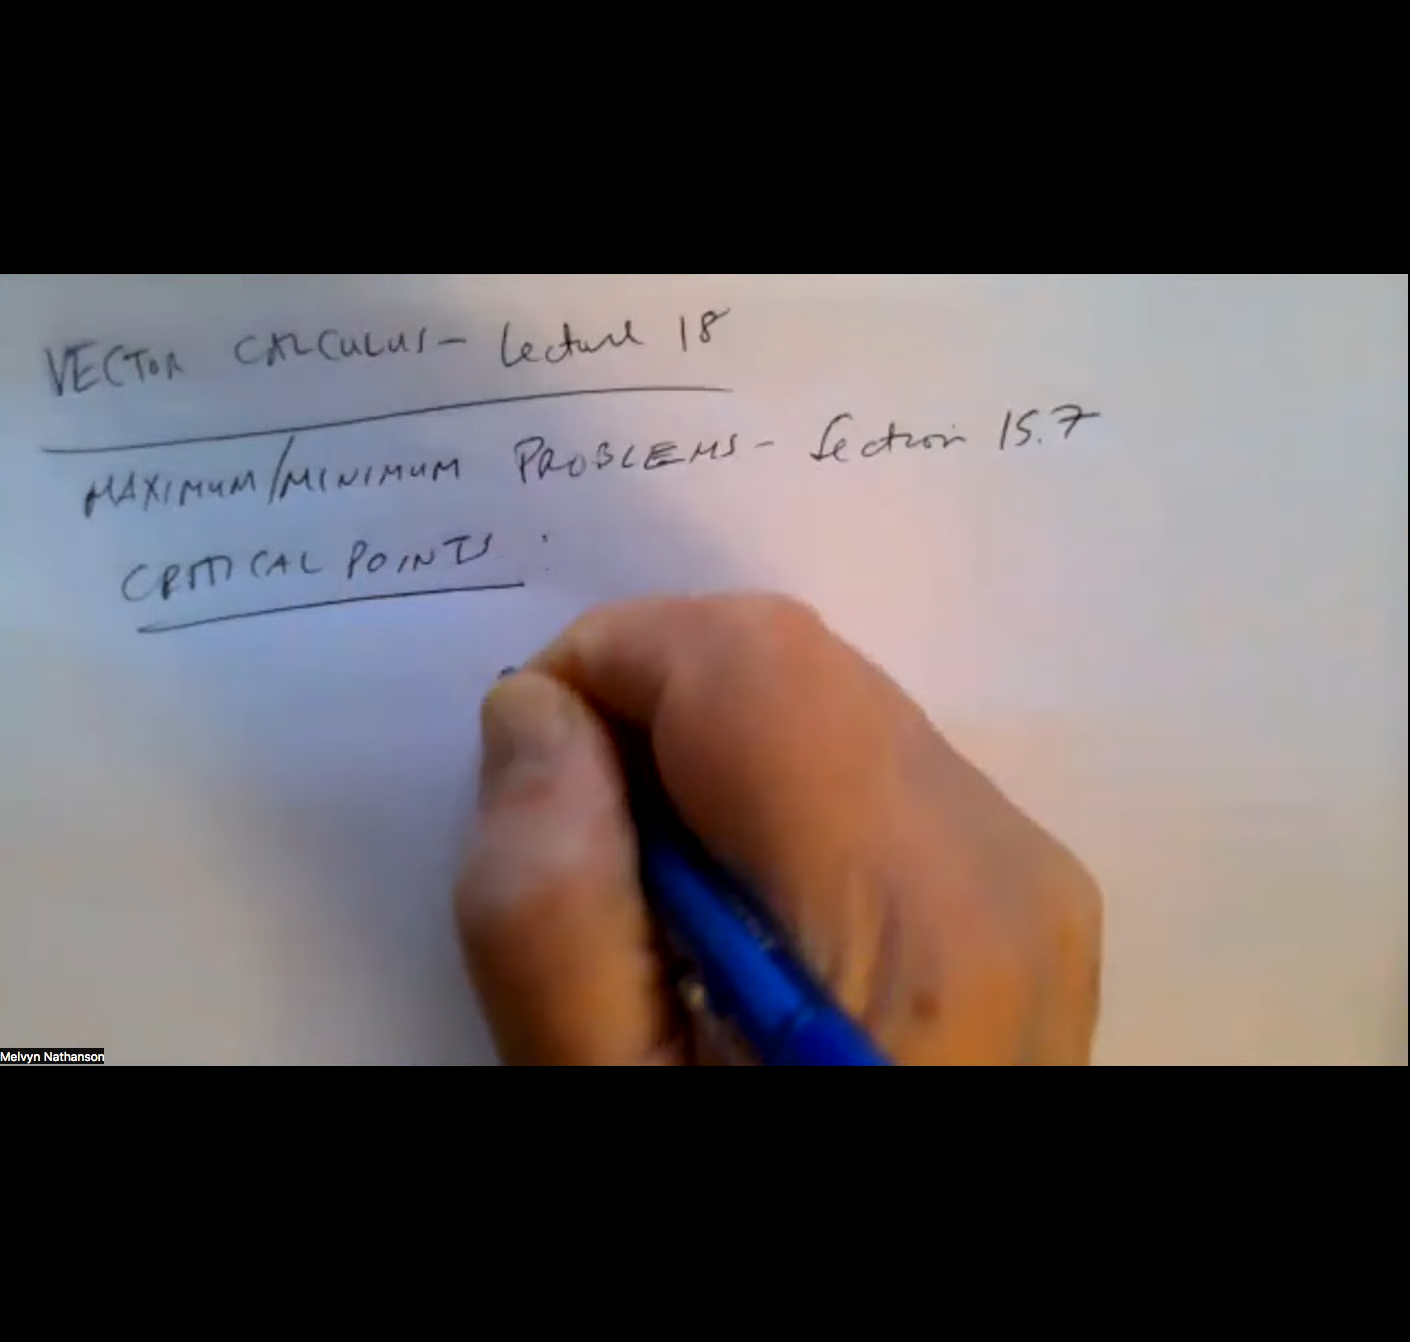 VECTOR CALCULUS - Lecture 18
MAXIMUM/MINIMUM PROBLEMS - Section 15.7
CRITICAL POINTS :
Melvyn Nathanson